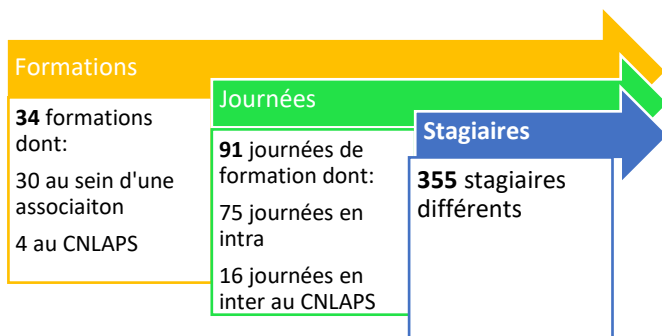 Formations
34 formations
dont:
30 au sein d'une
associaiton
4 au CNLAPS
Journées
91 journées de
formation dont:
75 journées en
intra
16 journées en
inter au CNLAPS
Stagiaires
355 stagiaires
différents